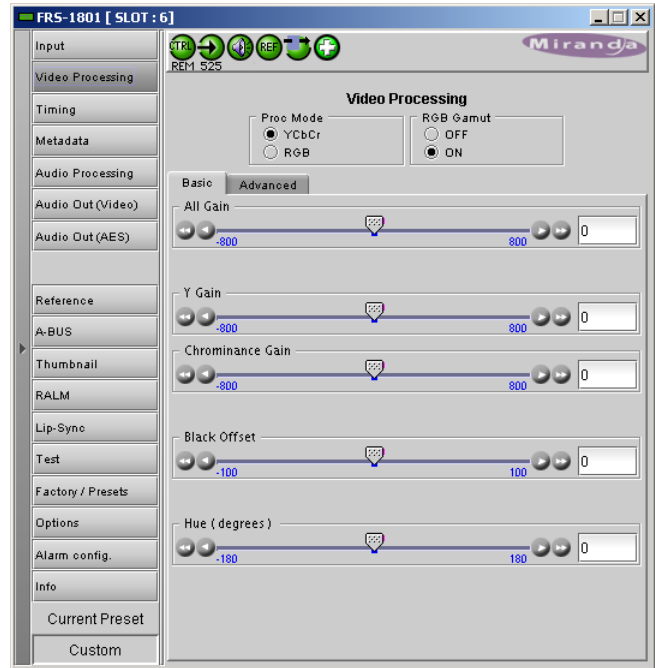 FRS-1801 [ SLOT : 6]
Input
Video Processing
Timing
Metadata
Audio Processing
Audio Out (Video)
Audio Out (AES)
Reference
A-BUS
Thumbnail
RALM
Lip-Sync
Test
Factory / Presets
Options
Alarm config.
Info
Current Preset
Custom
CTRL REF
REM 525
Miranda
Video Processing
Proc Mode
YCbCr
RGB
RGB Gamut
OFF
ON
Basic Advanced
All Gain
-800 800 0
Y Gain
-800 800 0
Chrominance Gain
-800 800 0
Black Offset
-100 100 0
Hue ( degrees )
-180 180 0